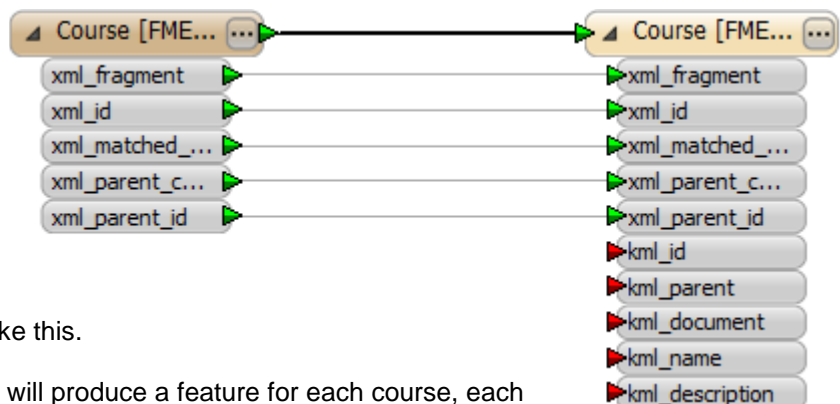 Course [FME... ...
Course [FME... ...
xml_fragment
xml_fragment
xml_id
xml_id
xml_matched_...
xml_matched_...
xml_parent_c...
xml_parent_c...
xml_parent_id
xml_parent_id
kml_id
kml_parent
kml_document
kml_name
kml_description
ke this.
will produce a feature for each course, each